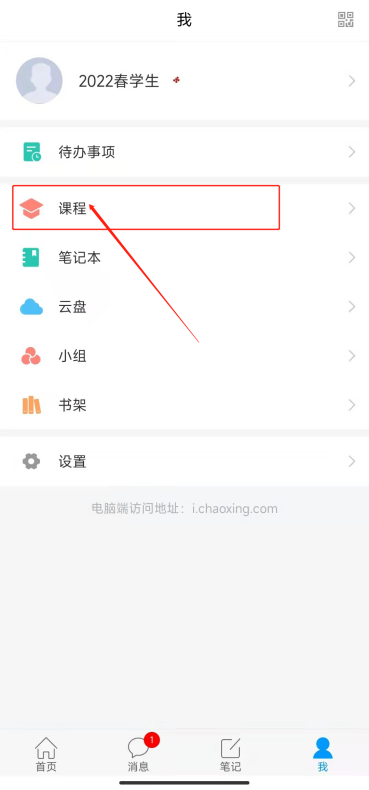 我
2022春学生
待办事项
课程
笔记本
云盘
小组
书架
设置
电脑端访问地址：i.chaoxing.com
1
首页
消息
笔记
我